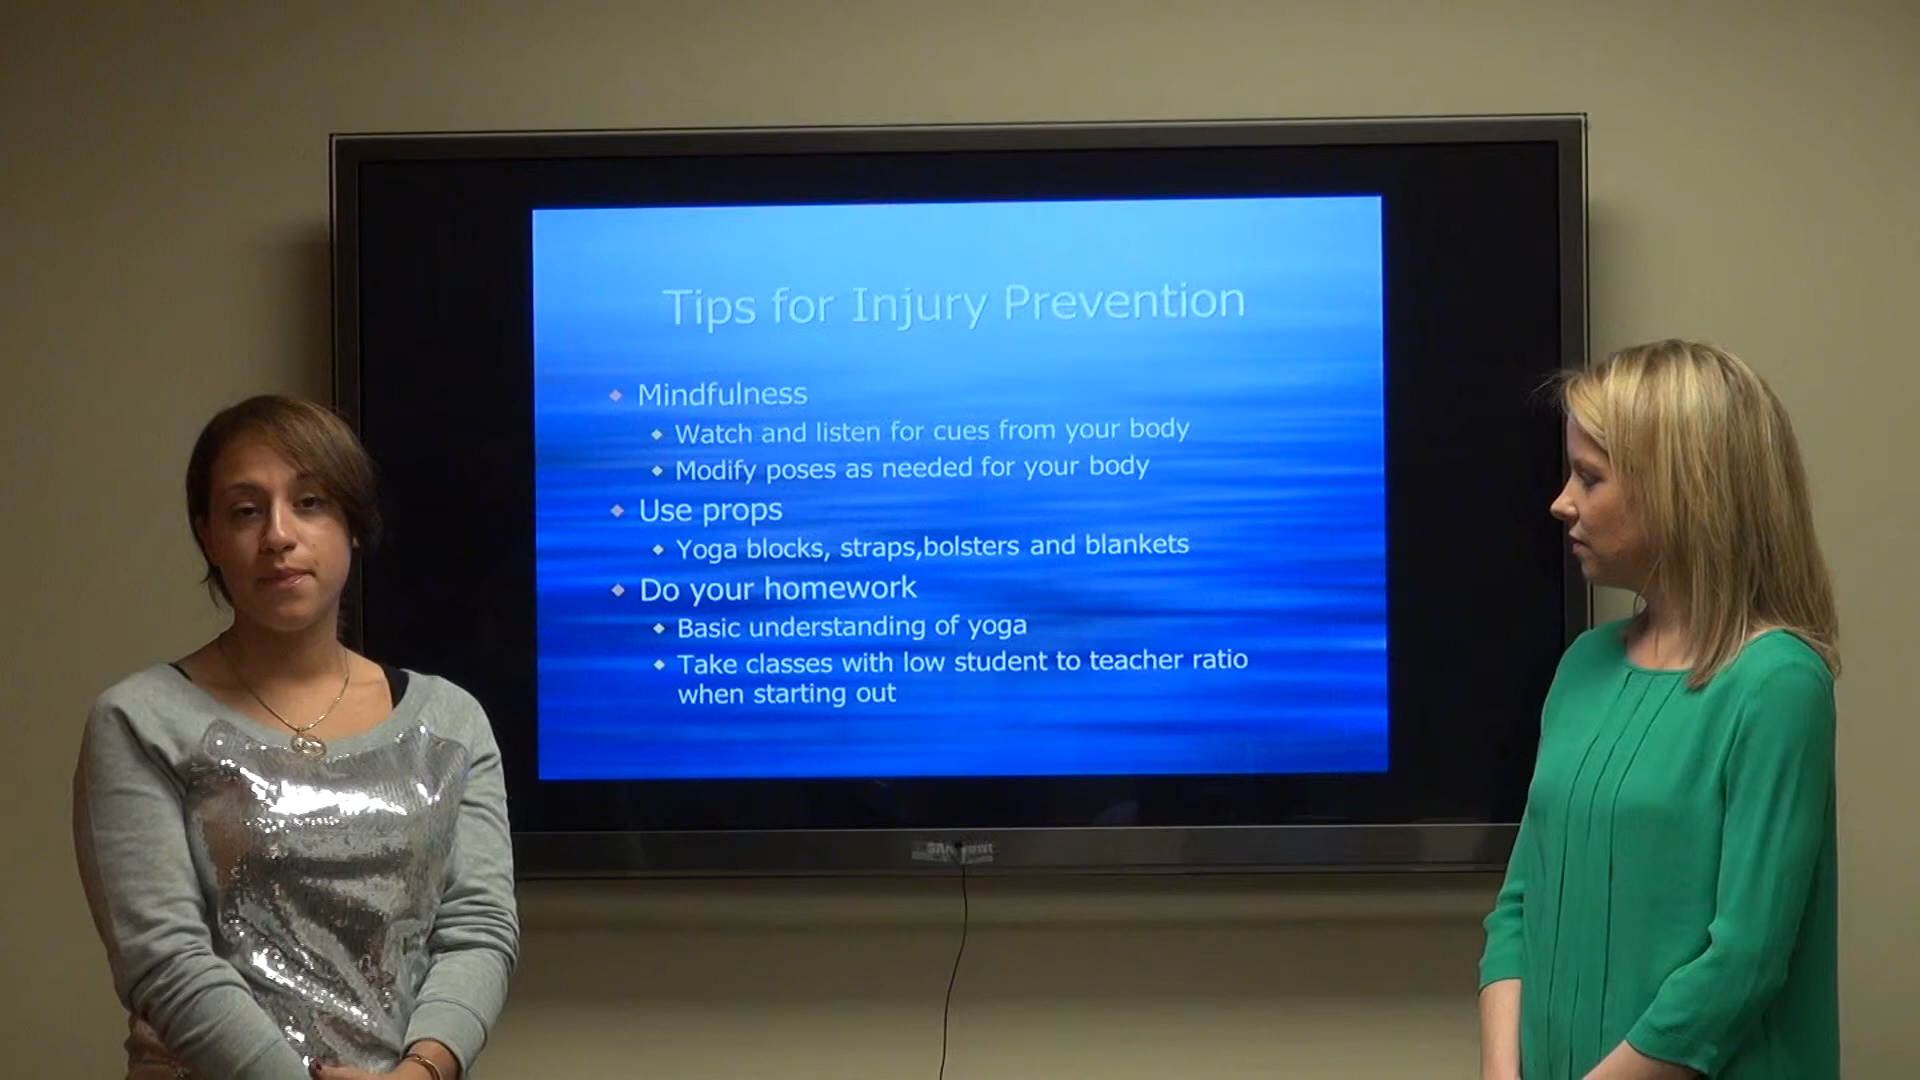 Tips for Injury Prevention
Mindfulness
Watch and listen for cues from your body
Modify poses as needed for your body
Use props
Yoga blocks, straps,bolsters and blankets
Do your homework
Basic understanding of yoga
Take classes with low student to teacher ratio
when starting out